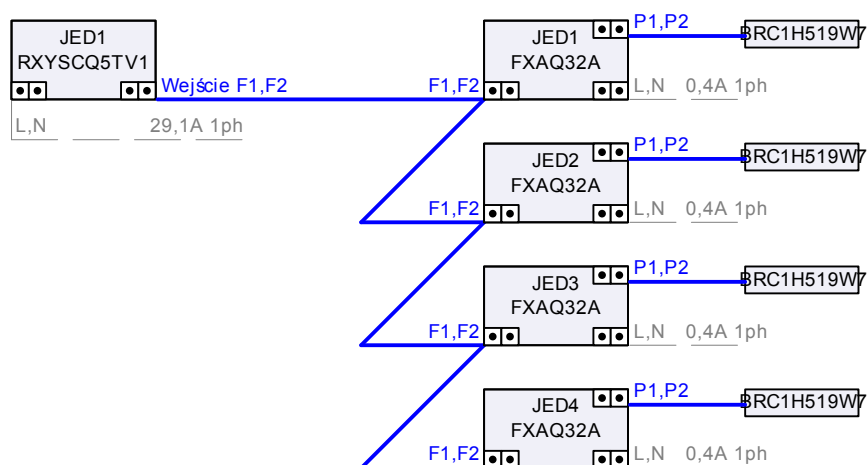 JED1
RXYSCQ5TV1
Wejście F1,F2
L,N 29,1A 1ph
JED1
FXAQ32A
P1,P2
BRC1H519W7
F1,F2
L,N 0,4A 1ph
JED2
FXAQ32A
P1,P2
BRC1H519W7
F1,F2
L,N 0,4A 1ph
JED3
FXAQ32A
P1,P2
BRC1H519W7
F1,F2
L,N 0,4A 1ph
JED4
FXAQ32A
P1,P2
BRC1H519W7
F1,F2
L,N 0,4A 1ph